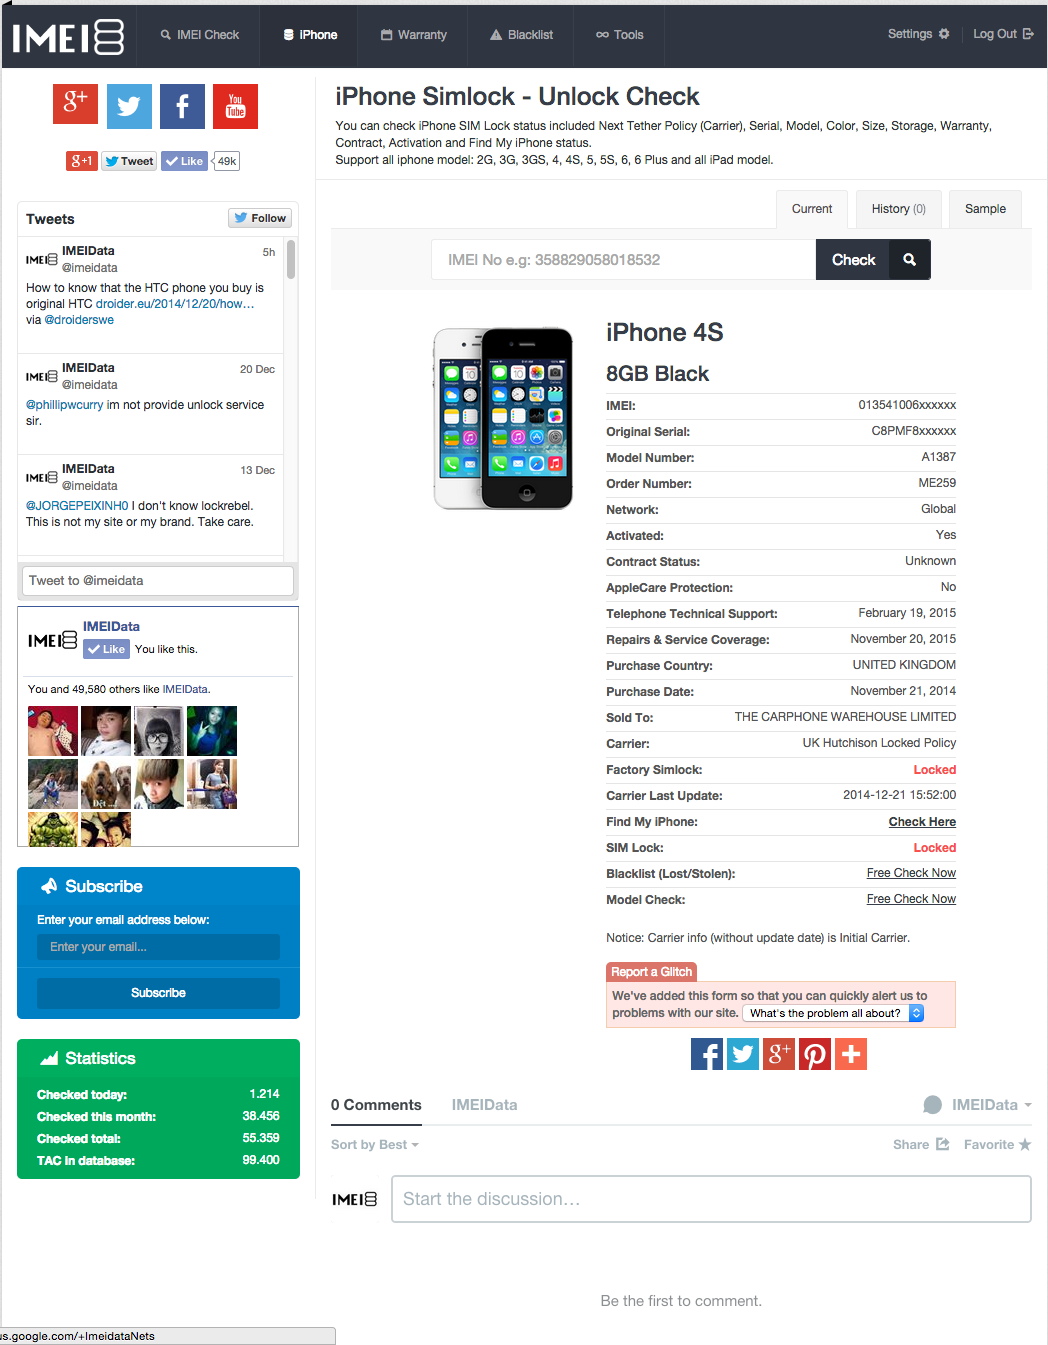 IMEI
IMEI Check
iPhone
Warranty
Blacklist
Tools
Settings
Log Out
g+
f
You
Tube
g+1
Tweet
Like
49k
Tweets
Follow
IMEI
IMEIData
5h
@imeidata
How to know that the HTC phone you buy is
original HTC droider.eu/2014/12/20/how…
via @droiderswe
IMEI
IMEIData
20 Dec
@imeidata
@phillipwcurry im not provide unlock service
sir.
IMEI
IMEIData
13 Dec
@imeidata
@JORGEPEIXINH0 I don't know lockrebel.
This is not my site or my brand. Take care.
Tweet to @imeidata
IMEI
IMEIData
Like
You like this.
You and 49,580 others like IMEIData.
Subscribe
Enter your email address below:
Enter your email...
Subscribe
Statistics
Checked today: 1.214
Checked this month: 38.456
Checked total: 55.359
TAC In database: 99.400
iPhone Simlock - Unlock Check
You can check iPhone SIM Lock status included Next Tether Policy (Carrier), Serial, Model, Color, Size, Storage, Warranty,
Contract, Activation and Find My iPhone status.
Support all iphone model: 2G, 3G, 3GS, 4, 4S, 5, 5S, 6, 6 Plus and all iPad model.
Current
History (0)
Sample
IMEI No e.g: 358829058018532
Check
iPhone 4S
8GB Black
IMEI: 013541006xxxxxx
Original Serial: C8PMF8xxxxxx
Model Number: A1387
Order Number: ME259
Network: Global
Activated: Yes
Contract Status: Unknown
AppleCare Protection: No
Telephone Technical Support: February 19, 2015
Repairs & Service Coverage: November 20, 2015
Purchase Country: UNITED KINGDOM
Purchase Date: November 21, 2014
Sold To: THE CARPHONE WAREHOUSE LIMITED
Carrier: UK Hutchison Locked Policy
Factory Simlock: Locked
Carrier Last Update: 2014-12-21 15:52:00
Find My iPhone: Check Here
SIM Lock: Locked
Blacklist (Lost/Stolen): Free Check Now
Model Check: Free Check Now
Notice: Carrier info (without update date) is Initial Carrier.
Report a Glitch
We've added this form so that you can quickly alert us to
problems with our site. What's the problem all about?
0 Comments
IMEIData
IMEIData
Sort by Best
Share
Favorite
IMEI
Start the discussion…
Be the first to comment.
us.google.com/+ImeidataNets